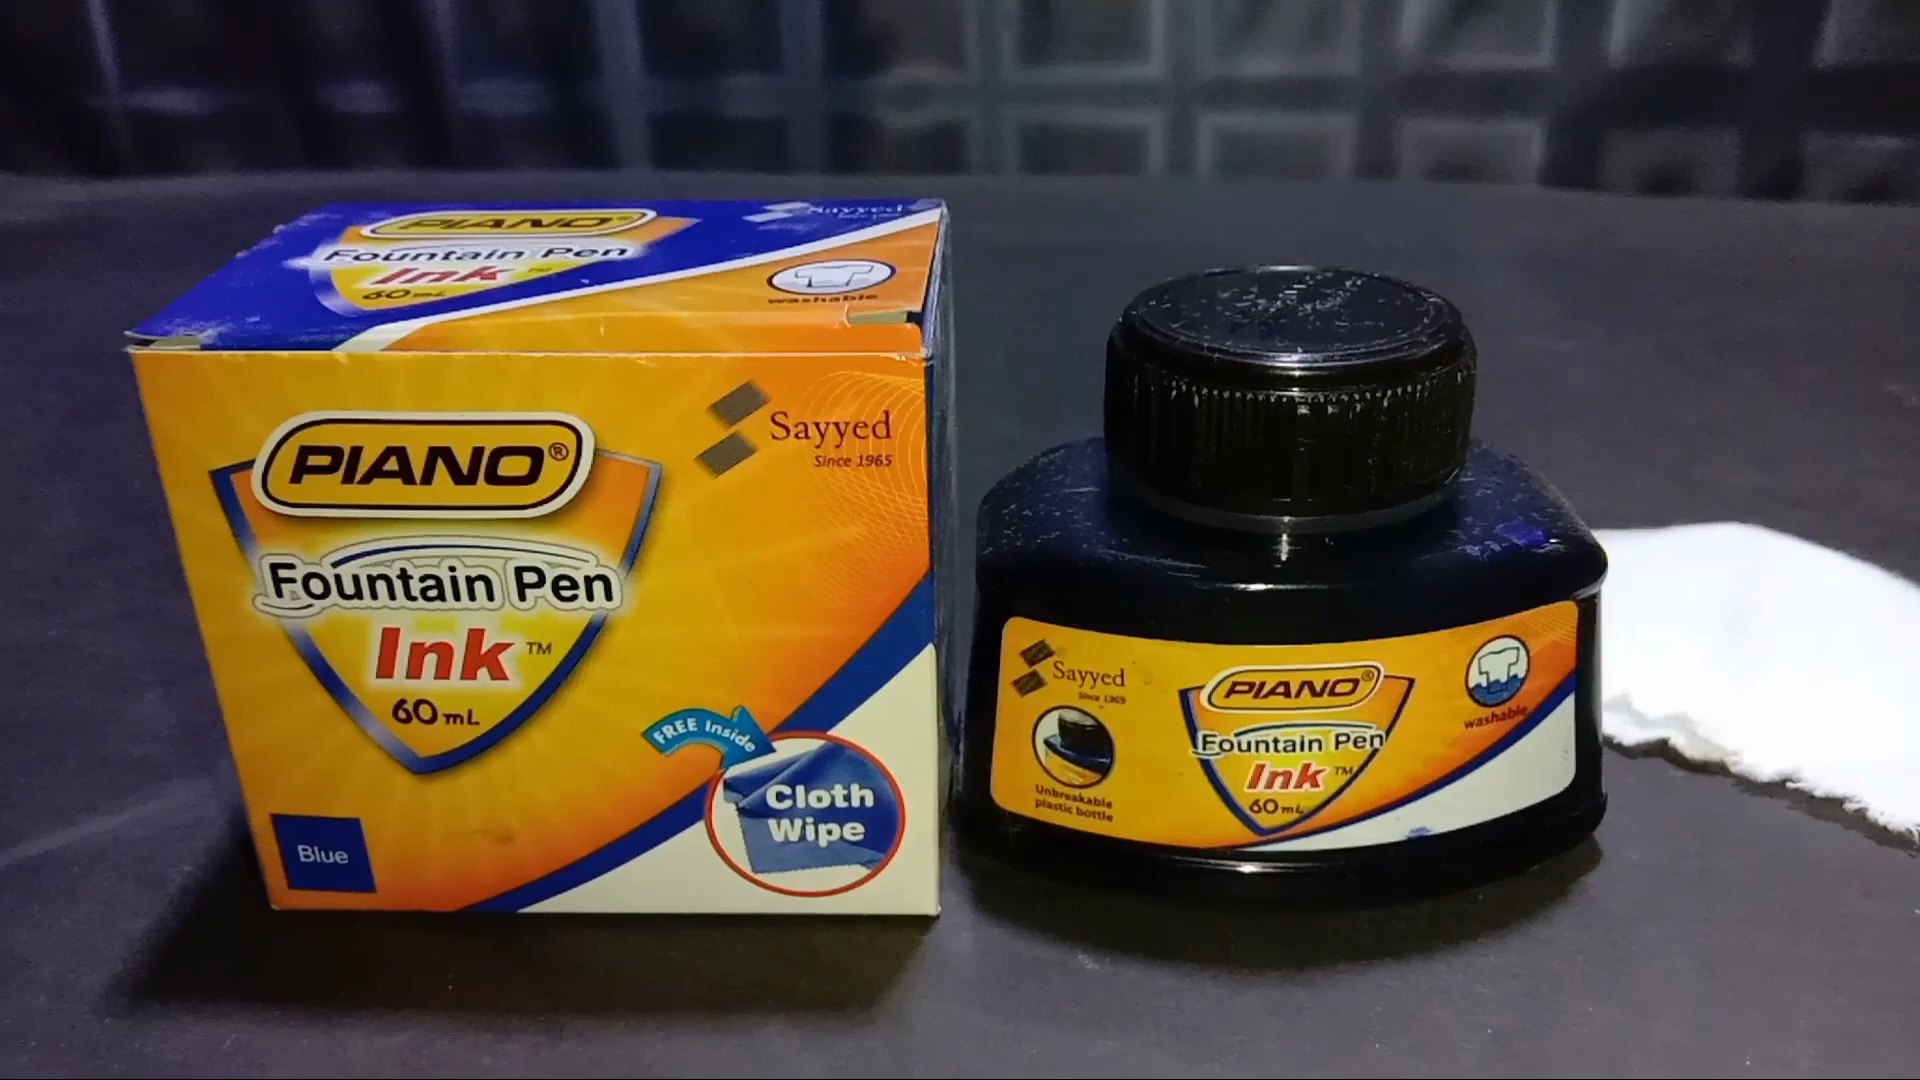 PIANO®
Fountain Pen
Ink™
60 mL
Sayyed
washable
PIANO®
Sayyed
Since 1965
Fountain Pen
Ink™
60 mL
FREE Inside
Cloth
Wipe
Blue
Sayyed
Since 1965
PIANO®
Fountain Pen
Ink™
60 mL
washable
Unbreakable
plastic bottle